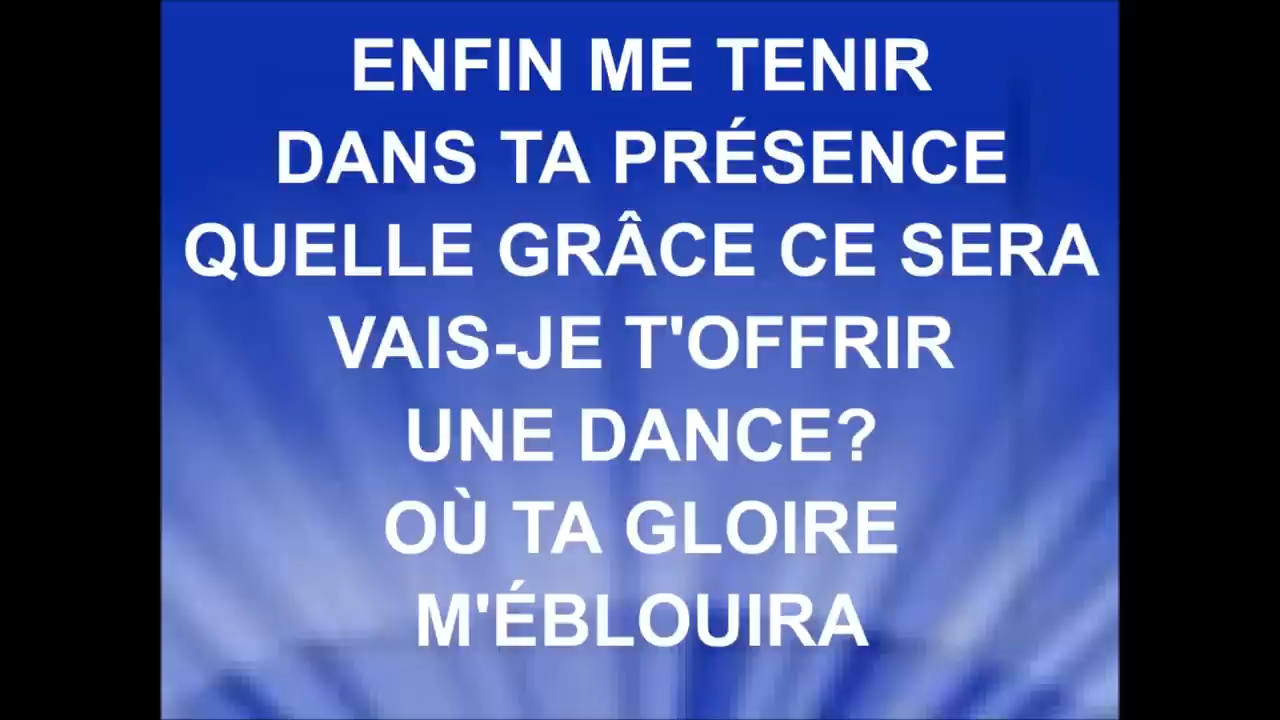 ENFIN ME TENIR
DANS TA PRÉSENCE
QUELLE GRÂCE CE SERA
VAIS-JE T'OFFRIR
UNE DANCE?
OÙ TA GLOIRE
M'ÉBLOUIRA